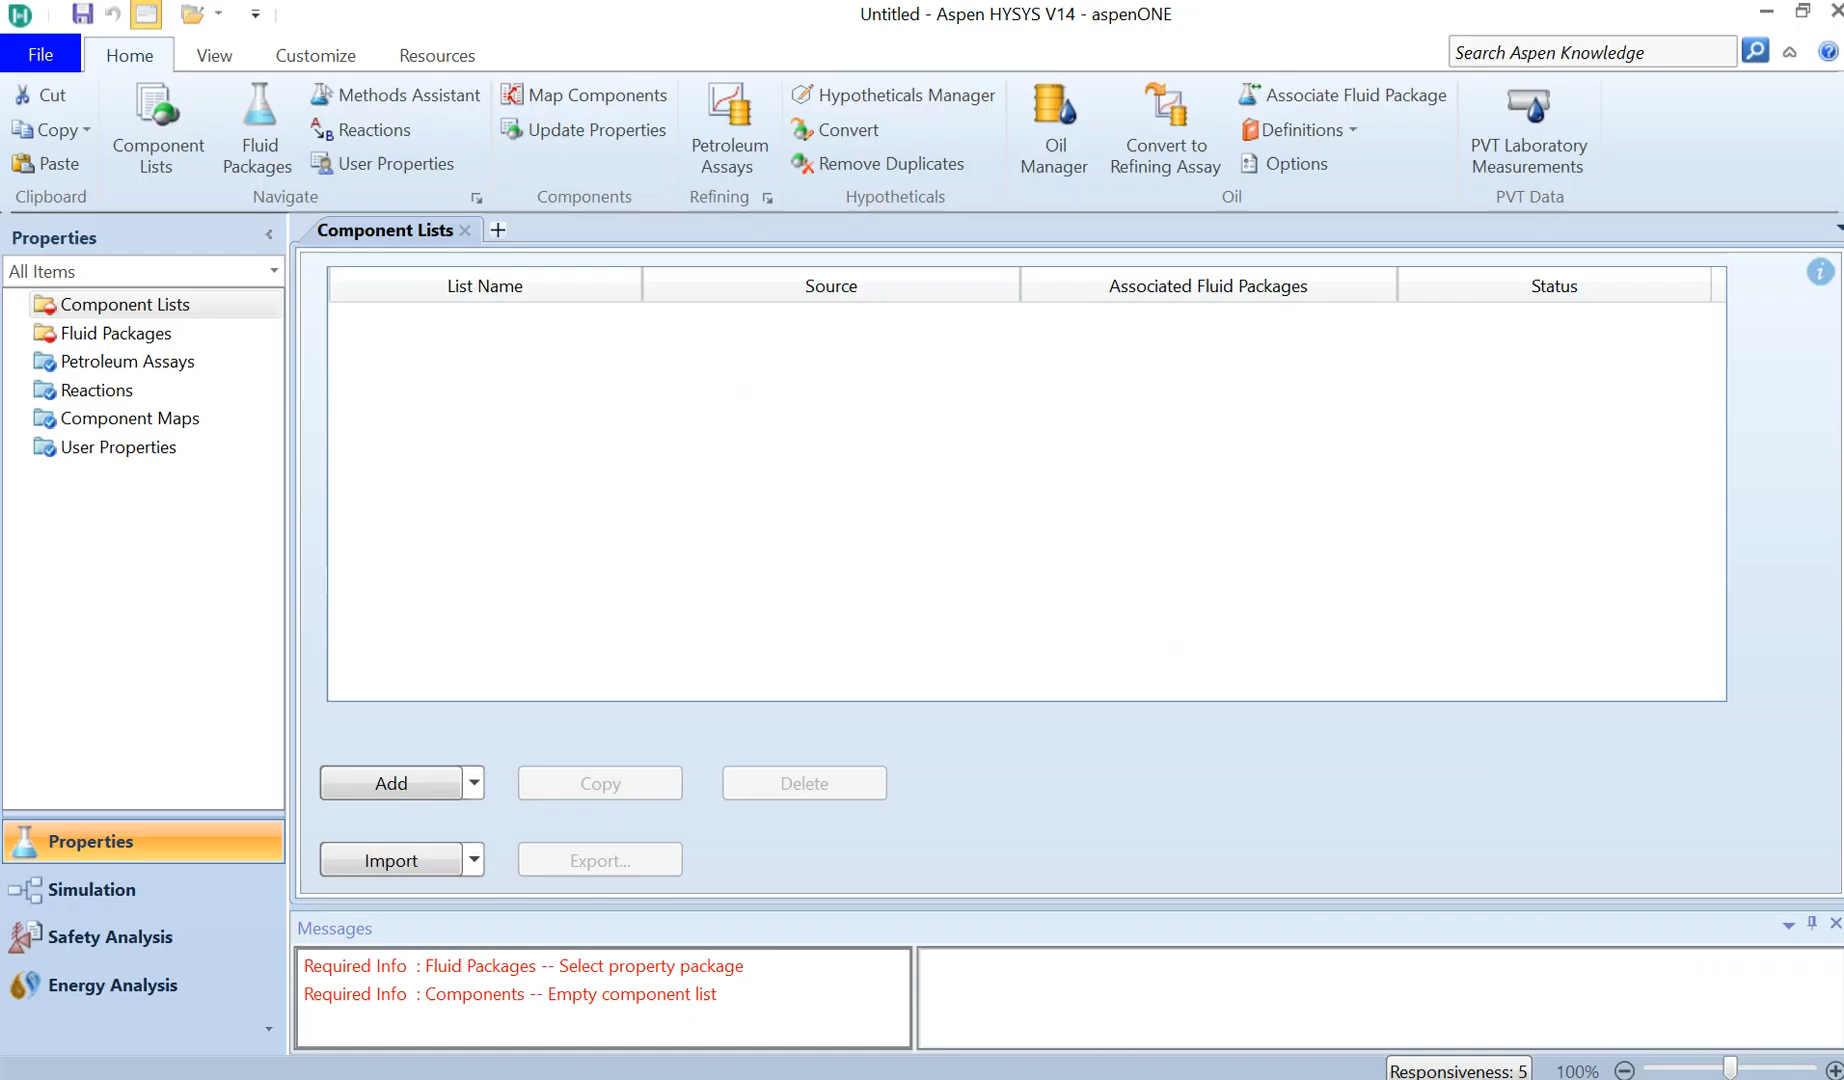 Untitled - Aspen HYSYS V14 - aspenONE
File Home View Customize Resources
Search Aspen Knowledge
Cut
Copy
Paste
Clipboard
Component Lists
Fluid Packages
Methods Assistant
Reactions
User Properties
Navigate
Map Components
Update Properties
Components
Petroleum Assays
Refining
Hypotheticals Manager
Convert
Remove Duplicates
Hypotheticals
Oil Manager
Convert to Refining Assay
Associate Fluid Package
Definitions
Options
Oil
PVT Laboratory Measurements
PVT Data
Properties
All Items
Component Lists
Fluid Packages
Petroleum Assays
Reactions
Component Maps
User Properties
Properties
Simulation
Safety Analysis
Energy Analysis
Component Lists
List Name Source Associated Fluid Packages Status
Add Copy Delete
Import Export...
Messages
Required Info : Fluid Packages -- Select property package
Required Info : Components -- Empty component list
Responsiveness: 5 100%